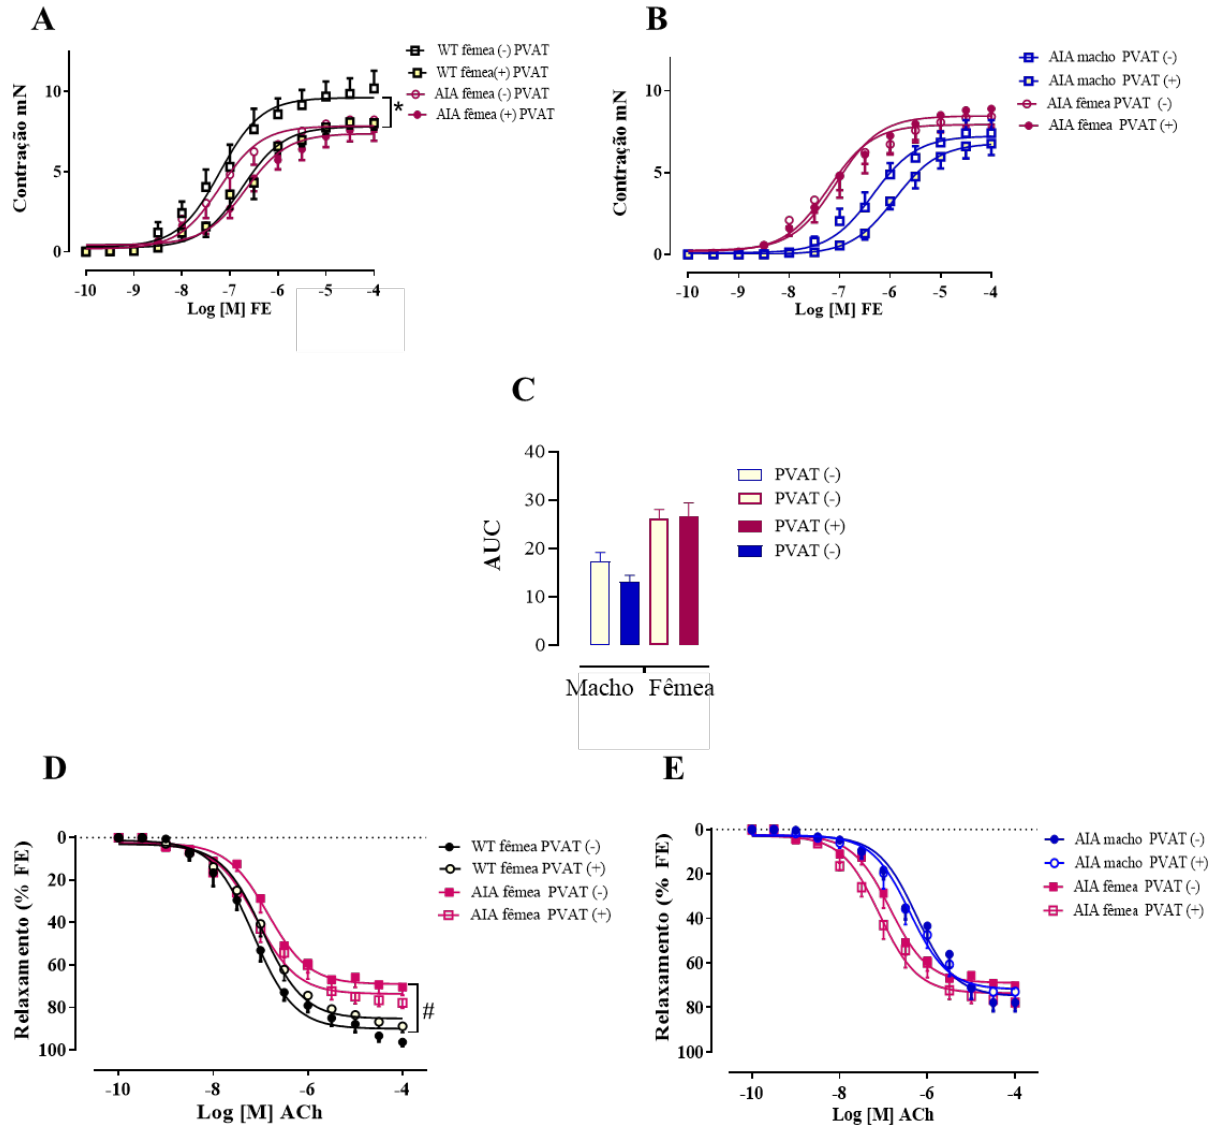 A
WT fêmea (-) PVAT
WT fêmea(+) PVAT
AIA fêmea (-) PVAT
AIA fêmea (+) PVAT
Contração mN
10
5
0
*
-10
-9
-8
-7
-6
-5
-4
Log [M] FE
B
AIA macho PVAT (-)
AIA macho PVAT (+)
AIA fêmea PVAT (-)
AIA fêmea PVAT (+)
Contração mN
10
5
0
-10
-9
-8
-7
-6
-5
-4
Log [M] FE
C
AUC
40
30
20
10
0
PVAT (-)
PVAT (-)
PVAT (+)
PVAT (-)
Macho Fêmea
D
Relaxamento (% FE)
0
20
40
60
80
100
WT fêmea PVAT (-)
WT fêmea PVAT (+)
AIA fêmea PVAT (-)
AIA fêmea PVAT (+)
#
-10
-8
-6
-4
Log [M] ACh
E
Relaxamento (% FE)
0
20
40
60
80
100
AIA macho PVAT (-)
AIA macho PVAT (+)
AIA fêmea PVAT (-)
AIA fêmea PVAT (+)
-10
-8
-6
-4
Log [M] ACh